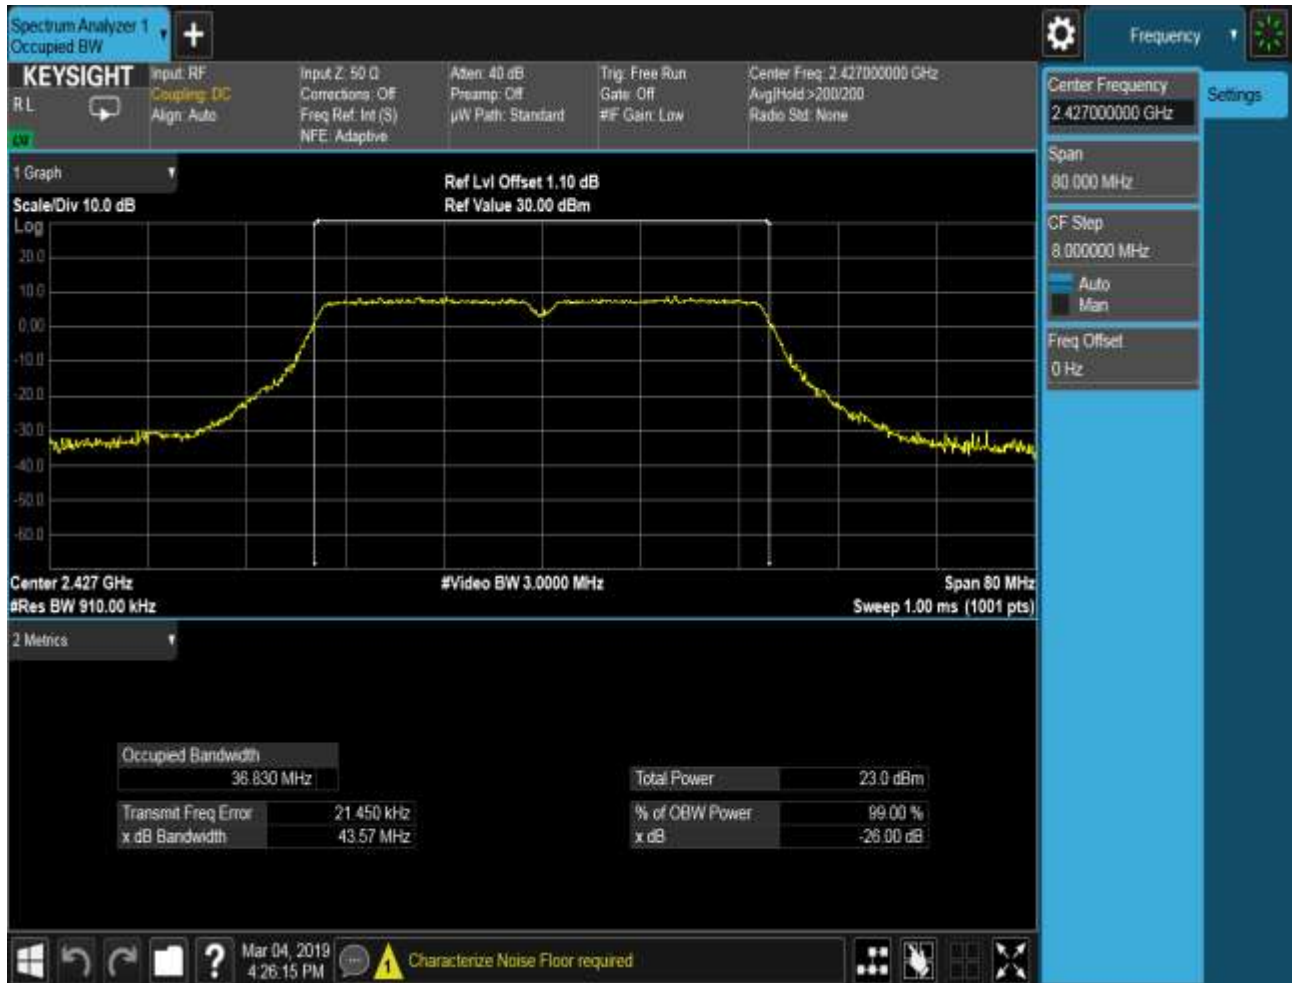 Spectrum Analyzer 1
Occupied BW
Frequency
KEYSIGHT
RL
Input: RF
Coupling: DC
Align: Auto
Input Z: 50 Ω
Corrections: Off
Freq Ref: Int (S)
NFE: Adaptive
Atten: 40 dB
Preamp: Off
µW Path: Standard
Trig: Free Run
Gate: Off
#IF Gain: Low
Center Freq: 2.427000000 GHz
Avg|Hold:>200/200
Radio Std: None
Center Frequency
2.427000000 GHz
Settings
Span
80.000 MHz
CF Step
8.000000 MHz
Auto
Man
Freq Offset
0 Hz
1 Graph
Ref Lvl Offset 1.10 dB
Scale/Div 10.0 dB
Ref Value 30.00 dBm
Log
20.0
10.0
0.00
-10.0
-20.0
-30.0
-40.0
-50.0
-60.0
Center 2.427 GHz
#Video BW 3.0000 MHz
Span 80 MHz
#Res BW 910.00 kHz
Sweep 1.00 ms (1001 pts)
2 Metrics
Occupied Bandwidth
36.830 MHz
Total Power 23.0 dBm
Transmit Freq Error 21.450 kHz
% of OBW Power 99.00 %
x dB Bandwidth 43.57 MHz
x dB -26.00 dB
Mar 04, 2019
4:26:15 PM
?
1
Characterize Noise Floor required